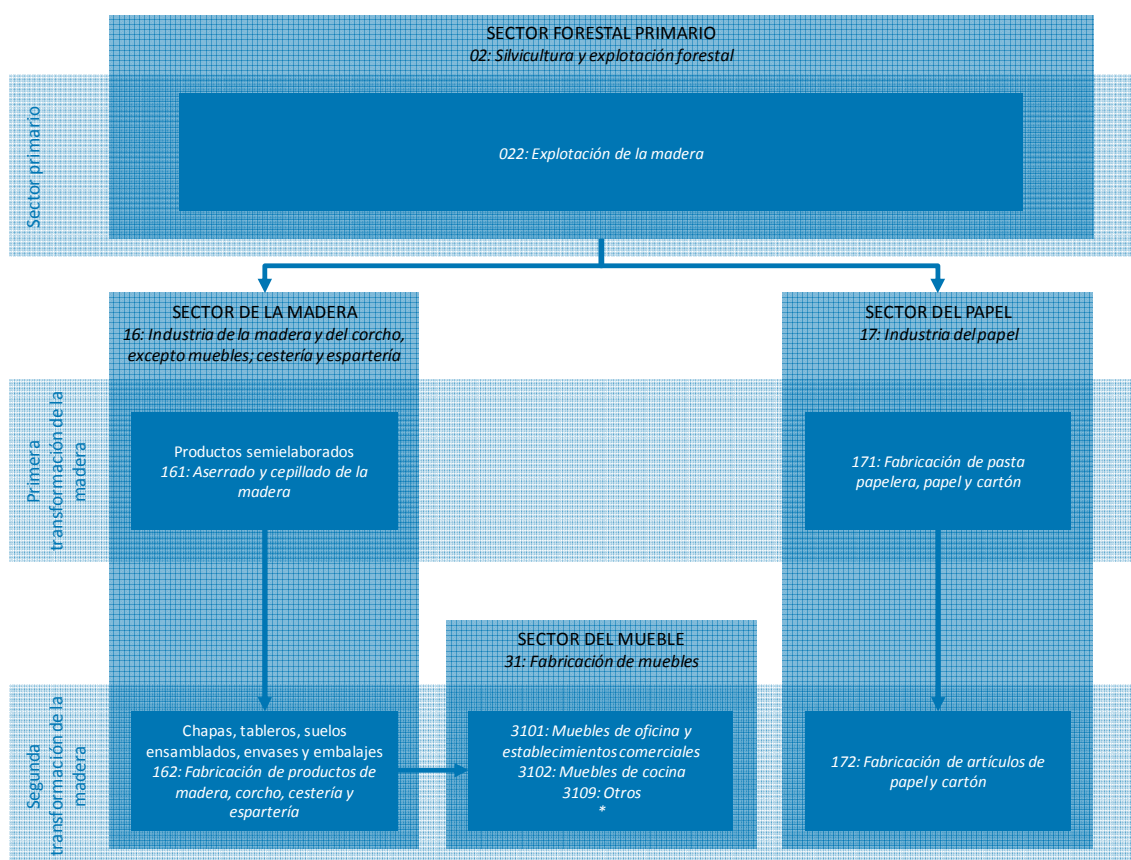 SECTOR FORESTAL PRIMARIO
02: Silvicultura y explotación forestal
Sector primario
022: Explotación de la madera
SECTOR DE LA MADERA
16: Industria de la madera y del corcho,
excepto muebles; cestería y espartería
SECTOR DEL PAPEL
17: Industria del papel
Primera
transformación de la
madera
Productos semielaborados
161: Aserrado y cepillado de la
madera
171: Fabricación de pasta
papelera, papel y cartón
SECTOR DEL MUEBLE
31: Fabricación de muebles
Segunda
transformación de la
madera
Chapas, tableros, suelos
ensamblados, envases y embalajes
162: Fabricación de productos de
madera, corcho, cestería y
espartería
3101: Muebles de oficina y
establecimientos comerciales
3102: Muebles de cocina
3109: Otros
*
172: Fabricación de artículos de
papel y cartón